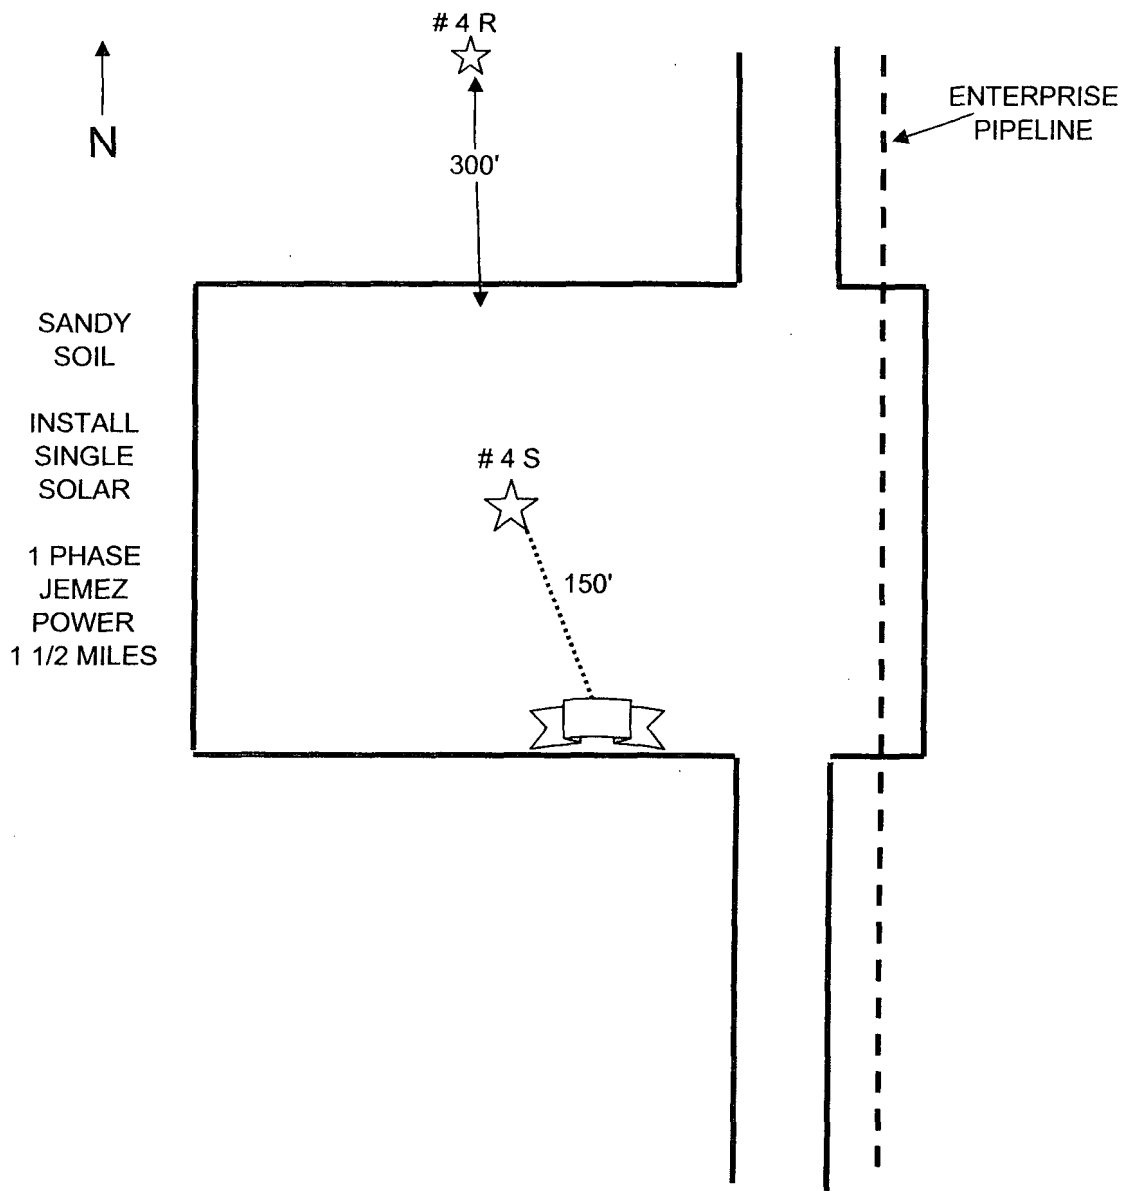 # 4 R
N
300'
ENTERPRISE
PIPELINE
SANDY
SOIL
INSTALL
SINGLE
SOLAR
1 PHASE
JEMEZ
POWER
1 1/2 MILES
# 4 S
150'